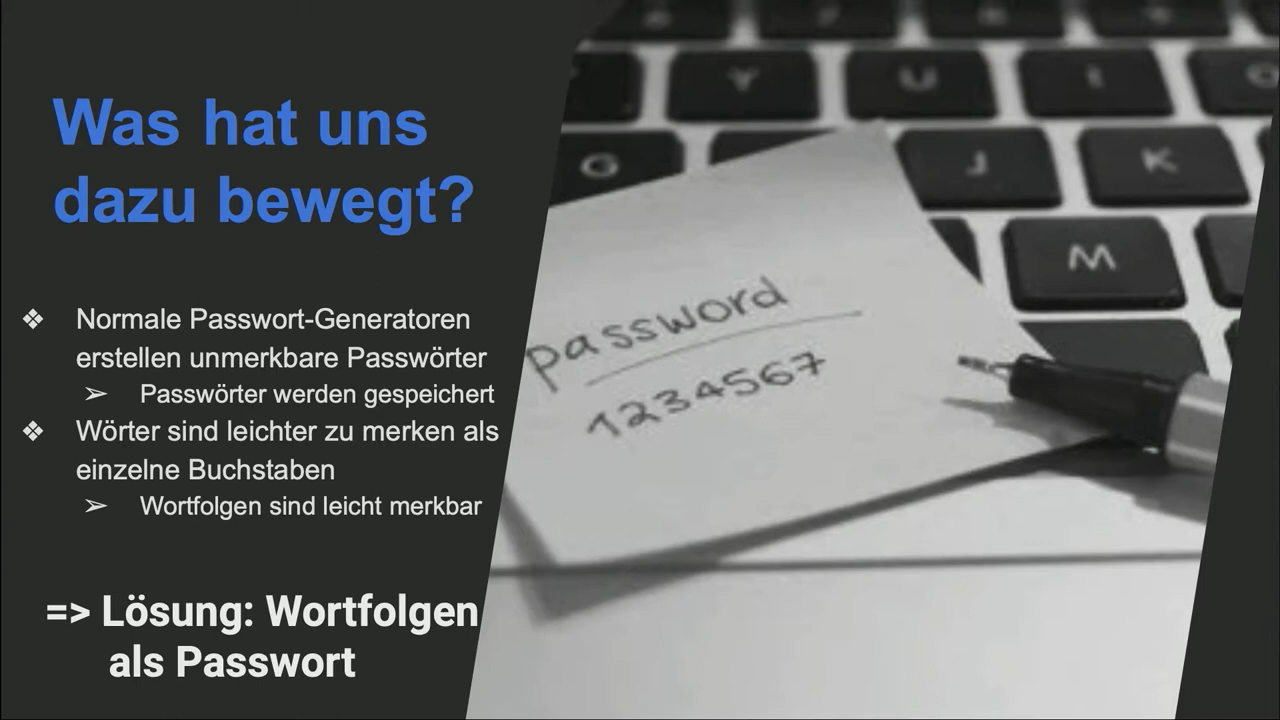 Was hat uns
dazu bewegt?
❖ Normale Passwort-Generatoren
erstellen unmerkbare Passwörter
➢ Passwörter werden gespeichert
❖ Wörter sind leichter zu merken als
einzelne Buchstaben
➢ Wortfolgen sind leicht merkbar
=> Lösung: Wortfolgen
als Passwort
Y U I O
G J K
M
password
1234567